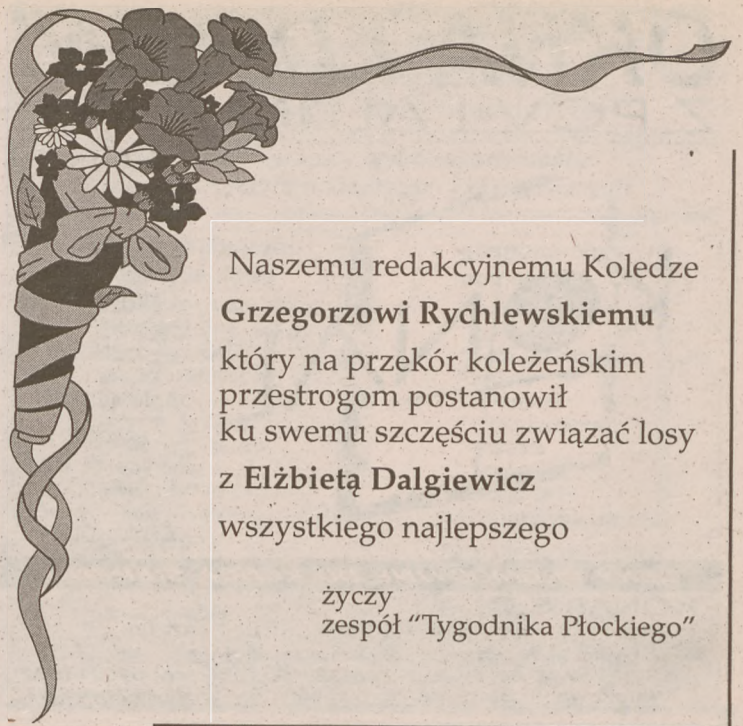 Naszemu redakcyjnemu Koledze
Grzegorzowi Rychlewskiemu
który na przekór koleżeńskim
przestrogom postanowił
ku swemu szczęściu związać losy
z Elżbietą Dalgiewicz
wszystkiego najlepszego
życzy
zespół “Tygodnika Płockiego”